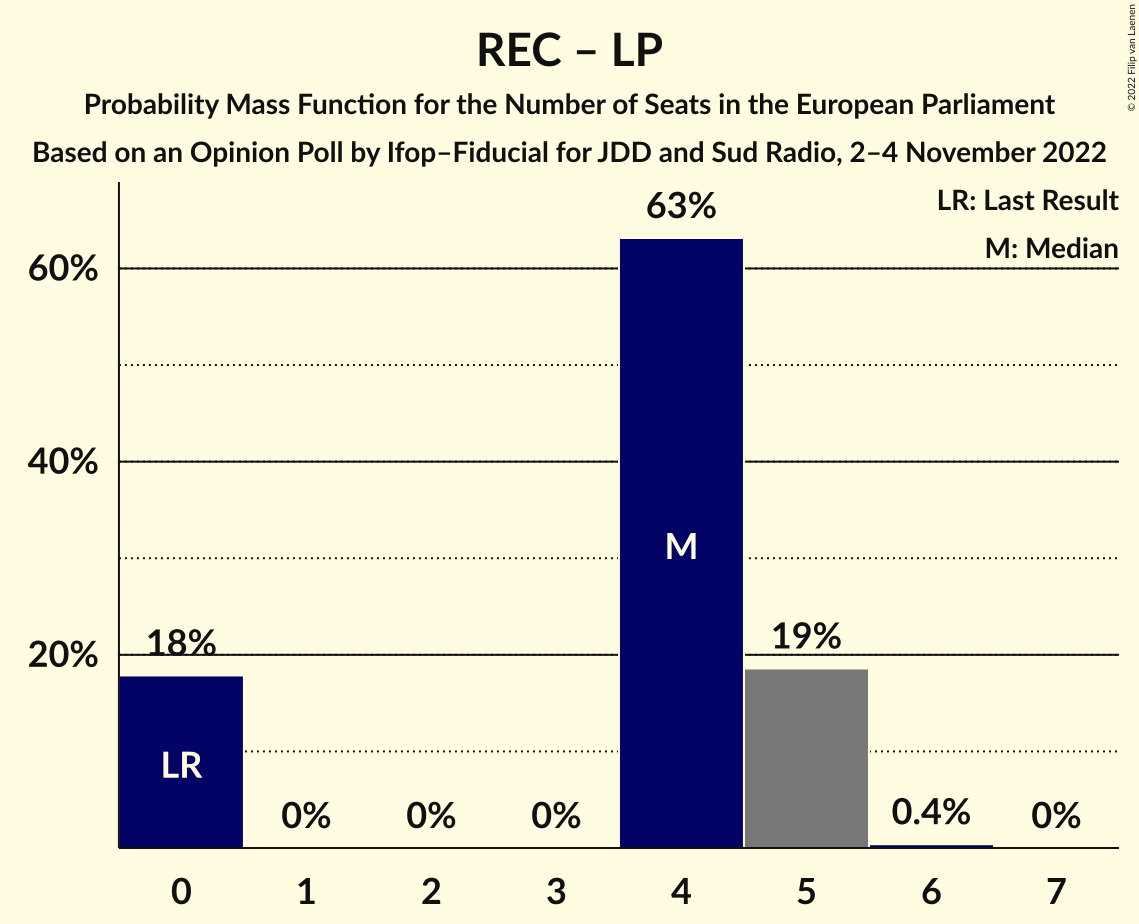 REC – LP
Probability Mass Function for the Number of Seats in the European Parliament
Based on an Opinion Poll by Ifop–Fiducial for JDD and Sud Radio, 2–4 November 2022
© 2022 Filip van Laenen
LR: Last Result
M: Median
63%
60%
40%
M
20%
18%
19%
LR
0%
0%
0%
0.4%
0%
0 1 2 3 4 5 6 7